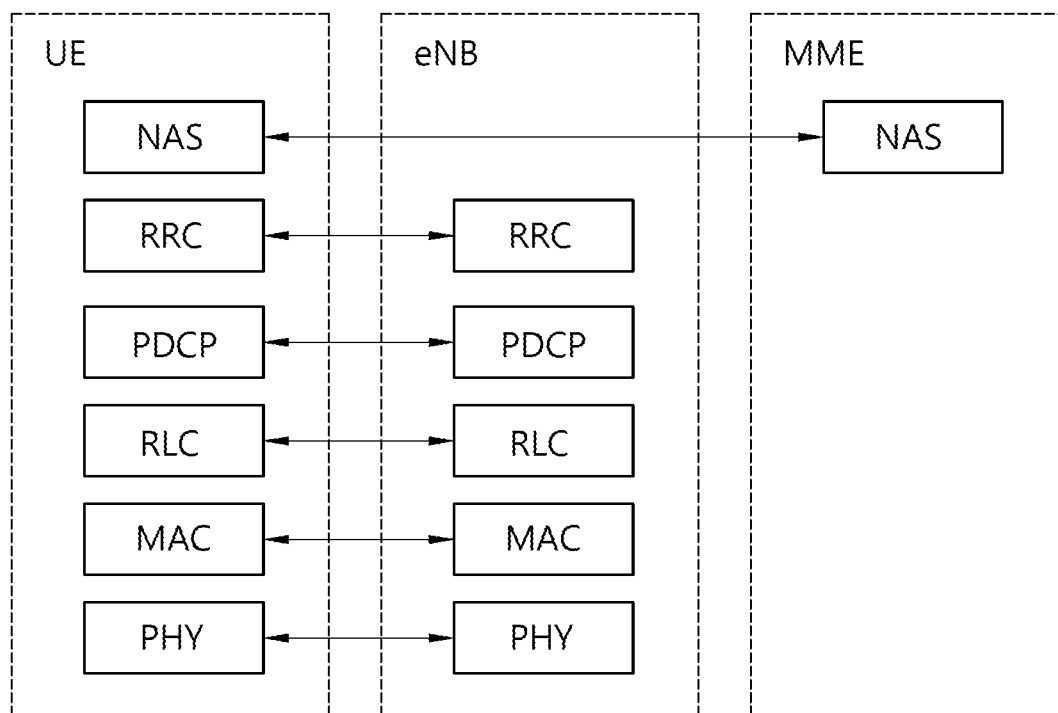 UE eNB MME
NAS NAS
RRC RRC
PDCP PDCP
RLC RLC
MAC MAC
PHY PHY